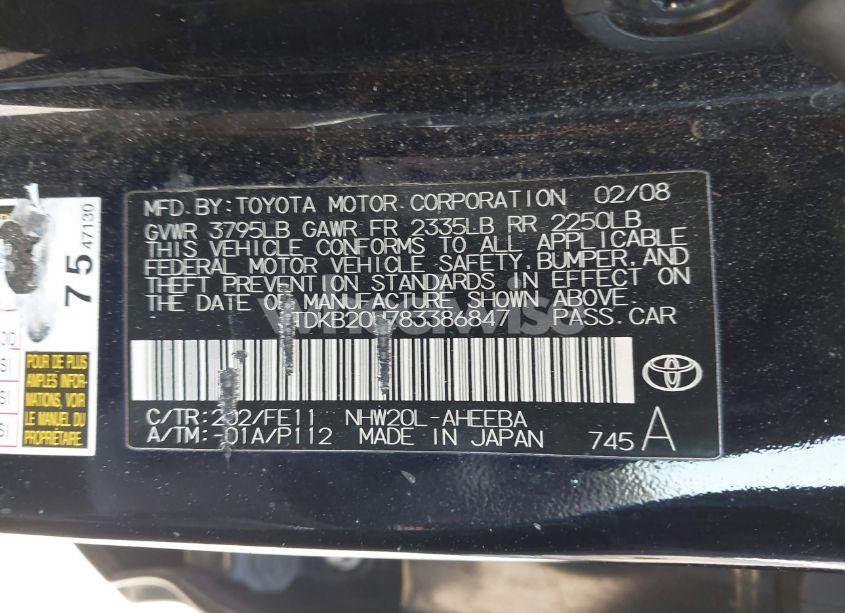 MFD. BY: TOYOTA MOTOR CORPORATION 02/08
GVWR 3795LB GAWR FR 2335LB RR 2250LB
THIS VEHICLE CONFORMS TO ALL APPLICABLE
FEDERAL MOTOR VEHICLE SAFETY, BUMPER, AND
THEFT PREVENTION STANDARDS IN EFFECT ON
THE DATE OF MANUFACTURE SHOWN ABOVE.
PASS. CAR
C/TR: 202/FE11 NHW20L-AHEEBA
A/TM: -01A/P112 MADE IN JAPAN
745 A
75
47130
POUR DE PLUS
AMPLES INFOR-
MATIONS, VOIR
LE MANUEL DU
PROPRIÉTAIRE